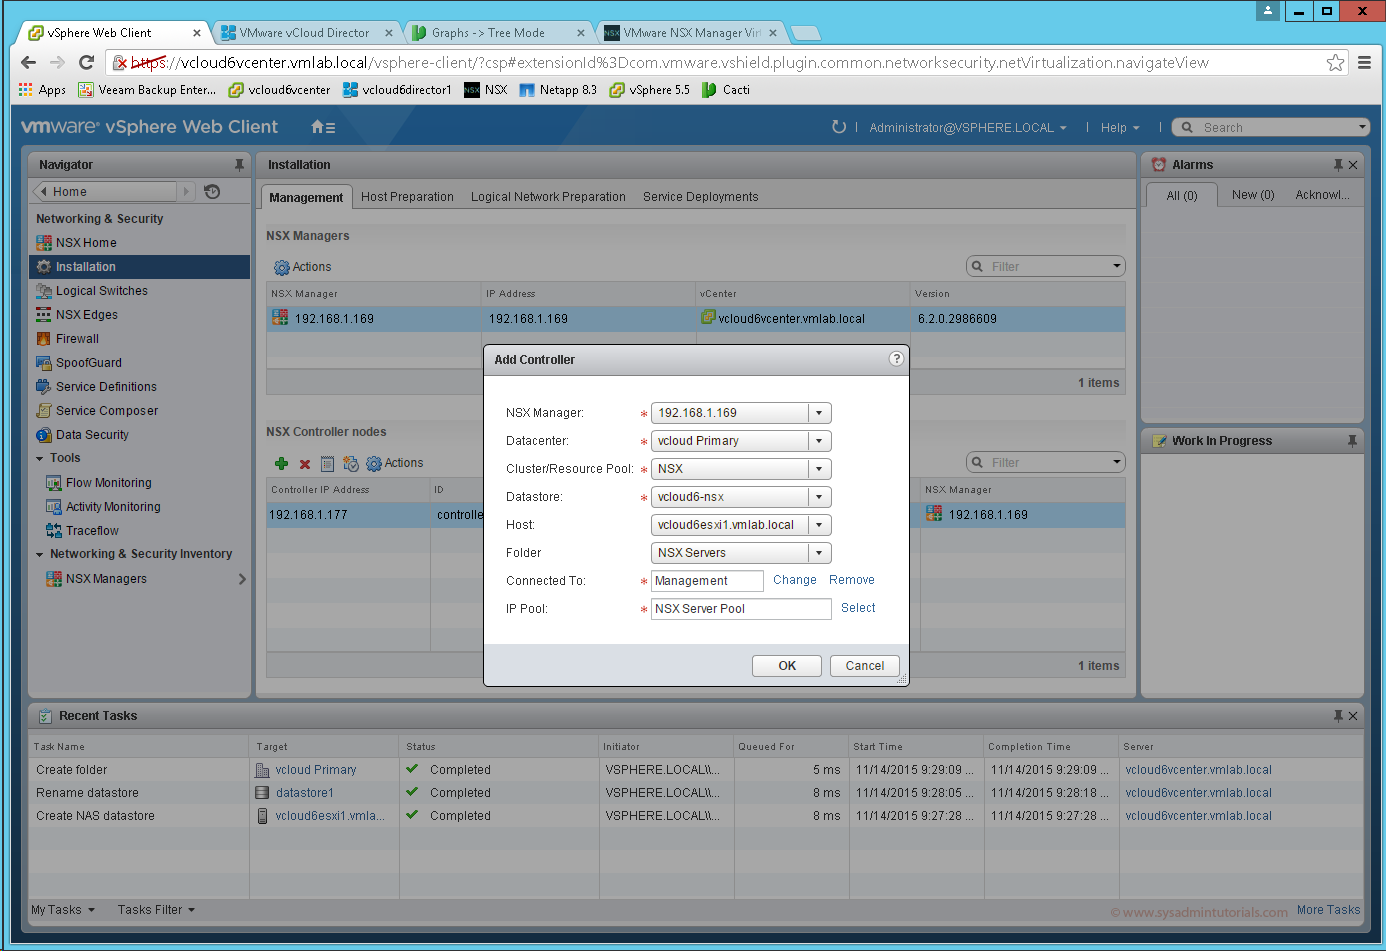 vSphere Web Client
VMware vCloud Director
Graphs -> Tree Mode
VMware NSX Manager Virt
https://vcloud6vcenter.vmlab.local/vsphere-client/?csp#extensionId%3Dcom.vmware.vshield.plugin.common.networksecurity.netVirtualization.navigateView
Apps Veeam Backup Enter... vcloud6vcenter vcloud6director1 NSX Netapp 8.3 vSphere 5.5 Cacti
vmware® vSphere Web Client
Administrator@VSPHERE.LOCAL | Help | Search
Navigator
Home
Networking & Security
NSX Home
Installation
Logical Switches
NSX Edges
Firewall
SpoofGuard
Service Definitions
Service Composer
Data Security
Tools
Flow Monitoring
Activity Monitoring
Traceflow
Networking & Security Inventory
NSX Managers
Installation
Management Host Preparation Logical Network Preparation Service Deployments
NSX Managers
Actions Filter
NSX Manager IP Address vCenter Version
192.168.1.169 192.168.1.169 vcloud6vcenter.vmlab.local 6.2.0.2986609
1 items
NSX Controller nodes
Actions Filter
Controller IP Address ID NSX Manager
192.168.1.177 controlle 192.168.1.169
1 items
Add Controller ?
NSX Manager: * 192.168.1.169
Datacenter: * vcloud Primary
Cluster/Resource Pool: * NSX
Datastore: * vcloud6-nsx
Host: vcloud6esxi1.vmlab.local
Folder NSX Servers
Connected To: * Management Change Remove
IP Pool: * NSX Server Pool Select
OK Cancel
Alarms
All (0) New (0) Acknowl...
Work In Progress
Recent Tasks
Task Name Target Status Initiator Queued For Start Time Completion Time Server
Create folder vcloud Primary Completed VSPHERE.LOCAL\\... 5 ms 11/14/2015 9:29:09 ... 11/14/2015 9:29:09 ... vcloud6vcenter.vmlab.local
Rename datastore datastore1 Completed VSPHERE.LOCAL\\... 8 ms 11/14/2015 9:28:05 ... 11/14/2015 9:28:18 ... vcloud6vcenter.vmlab.local
Create NAS datastore vcloud6esxi1.vmla... Completed VSPHERE.LOCAL\\... 8 ms 11/14/2015 9:27:28 ... 11/14/2015 9:27:28 ... vcloud6vcenter.vmlab.local
My Tasks Tasks Filter More Tasks
© www.sysadmintutorials.com